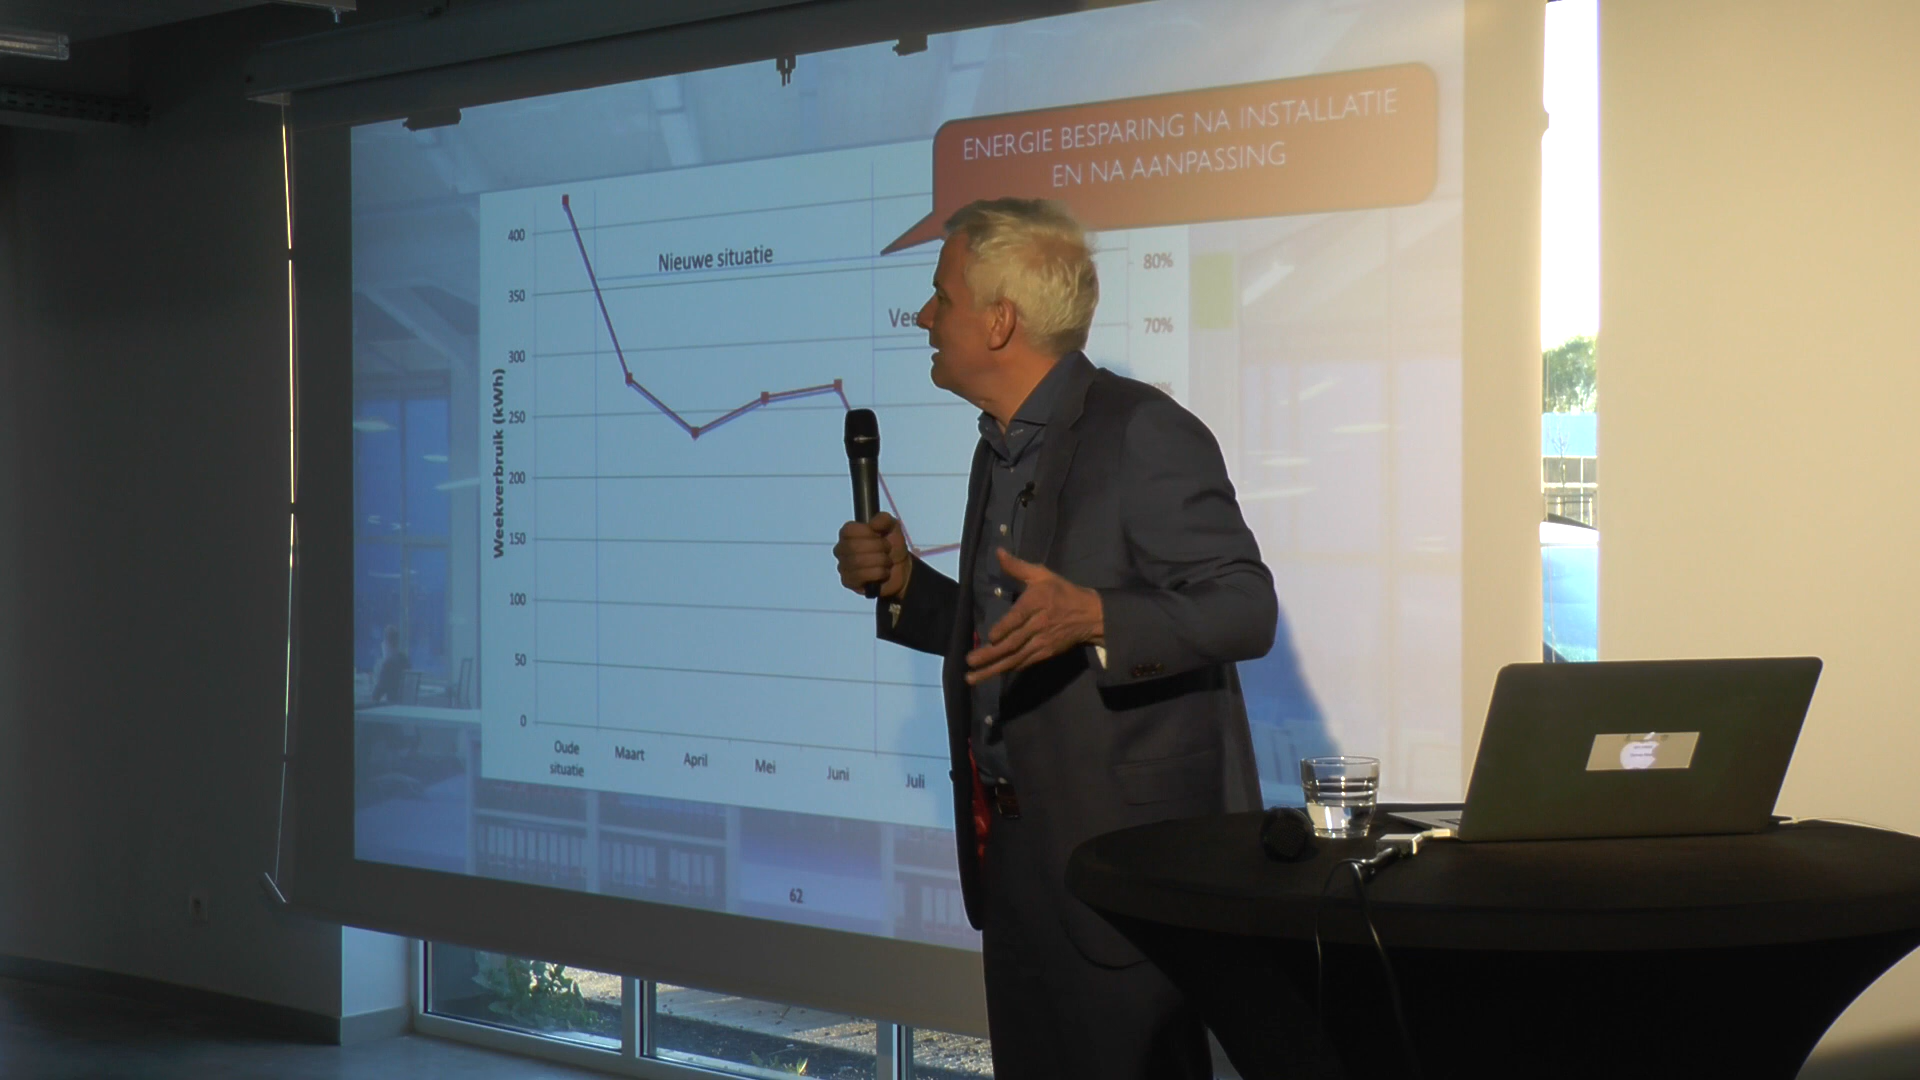 ENERGIE BESPARING NA INSTALLATIE
EN NA AANPASSING
Nieuwe situatie
Vee
Weekverbruik (kWh)
400
350
300
250
200
150
100
50
0
80%
70%
Oude
situatie
Maart
April
Mei
Juni
Juli
62